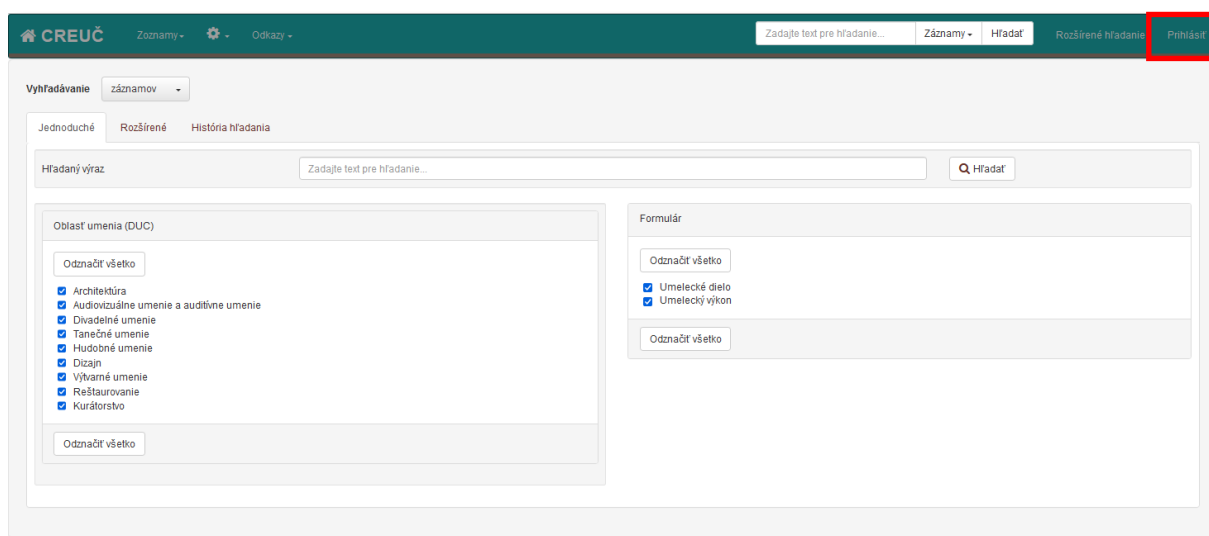 CREUČ Zoznamy Odkazy Zadajte text pre hľadanie... Záznamy Hľadať Rozšírené hľadanie Prihlásiť
Vyhľadávanie záznamov
Jednoduché Rozšírené História hľadania
Hľadaný výraz Zadajte text pre hľadanie... Hľadať
Oblasť umenia (DUC)
Odznačiť všetko
Architektúra
Audiovizuálne umenie a auditívne umenie
Divadelné umenie
Tanečné umenie
Hudobné umenie
Dizajn
Výtvarné umenie
Reštaurovanie
Kurátorstvo
Odznačiť všetko
Formulár
Odznačiť všetko
Umelecké dielo
Umelecký výkon
Odznačiť všetko